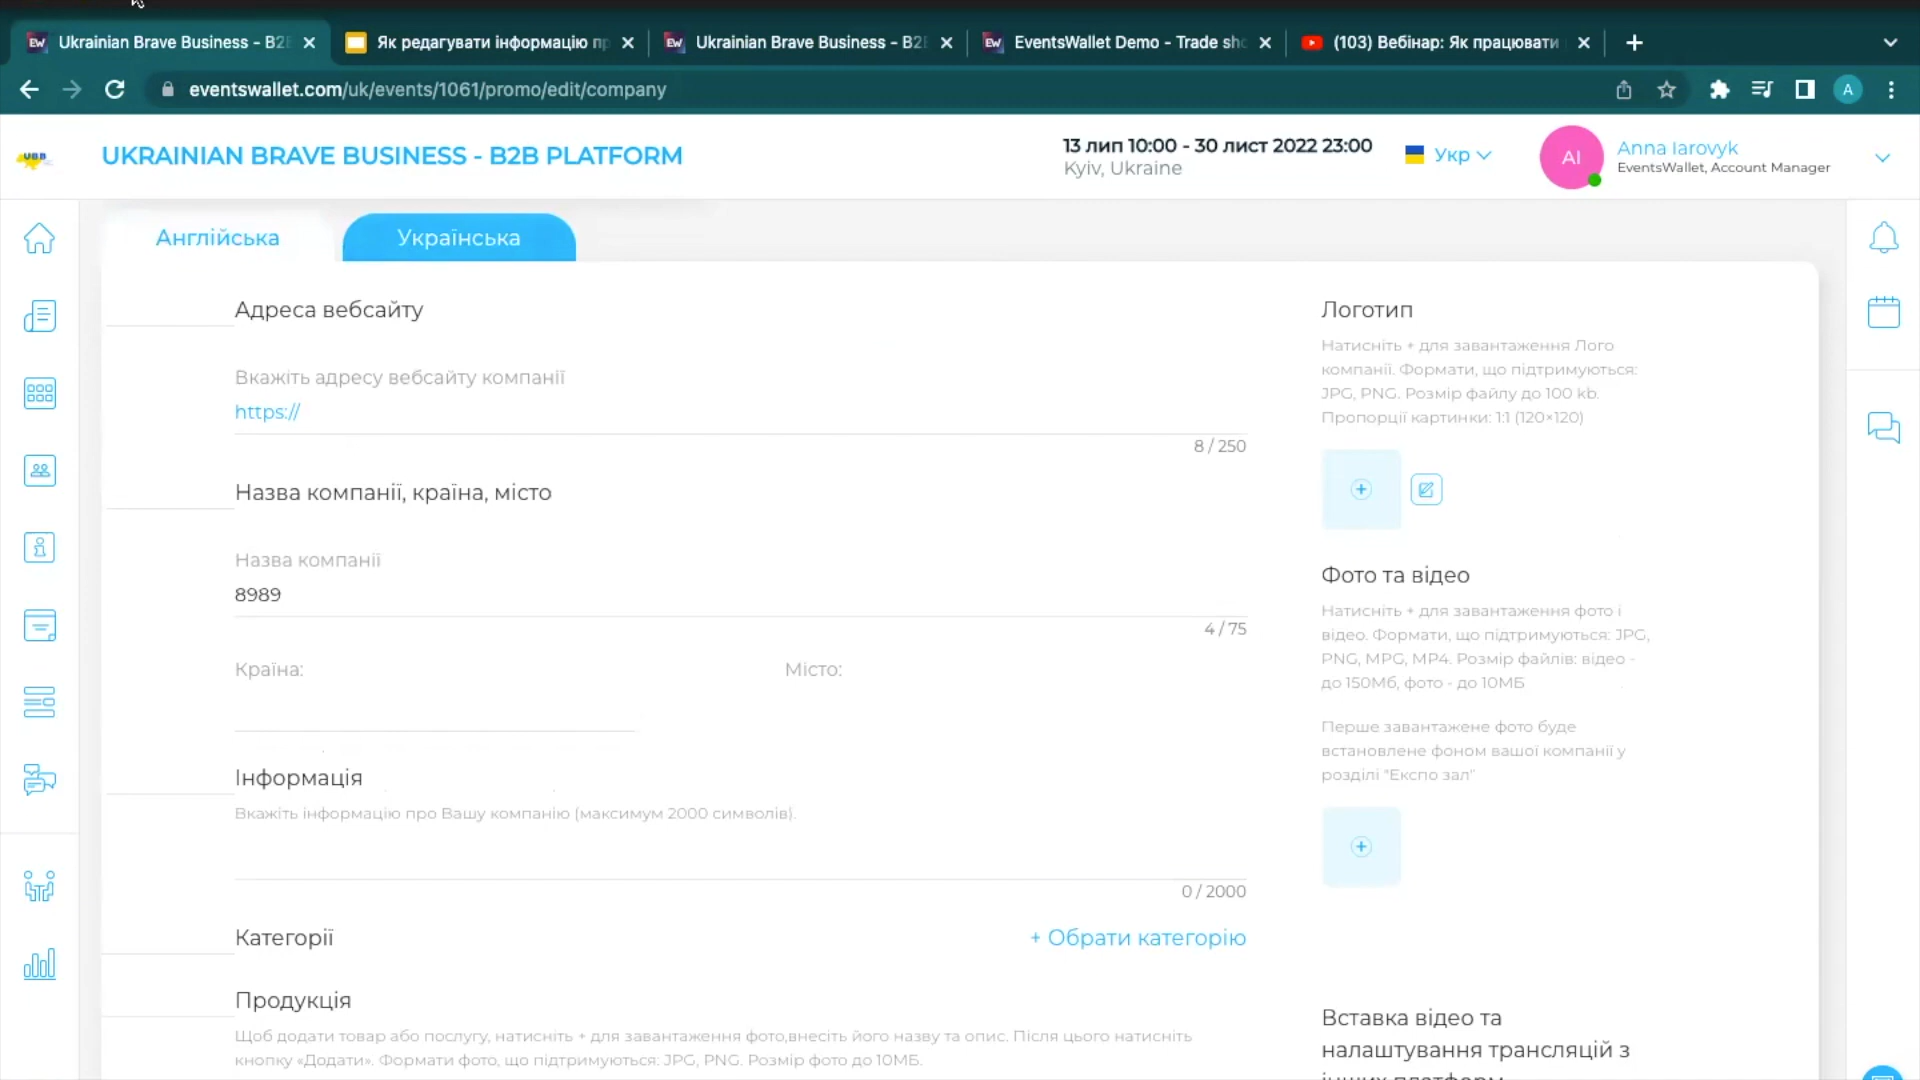 Ukrainian Brave Business - B2B
Як редагувати інформацію пр
Ukrainian Brave Business - B2B
EventsWallet Demo - Trade sho
(103) Вебінар: Як працювати
eventswallet.com/uk/events/1061/promo/edit/company
A
UBB
UKRAINIAN BRAVE BUSINESS - B2B PLATFORM
13 лип 10:00 - 30 лист 2022 23:00
Kyiv, Ukraine
Укр
AI
Anna Iarovyk
EventsWallet, Account Manager
Англійська
Українська
Адреса вебсайту
Вкажіть адресу вебсайту компанії
https://
8 / 250
Назва компанії, країна, місто
Назва компанії
8989
4 / 75
Країна:
Місто:
Інформація
Вкажіть інформацію про Вашу компанію (максимум 2000 символів).
0 / 2000
Категорії
+ Обрати категорію
Продукція
Щоб додати товар або послугу, натисніть + для завантаження фото,внесіть його назву та опис. Після цього натисніть
кнопку «Додати». Формати фото, що підтримуються: JPG, PNG. Розмір фото до 10МБ.
Логотип
Натисніть + для завантаження Лого
компанії. Формати, що підтримуються:
JPG, PNG. Розмір файлу до 100 kb.
Пропорції картинки: 1:1 (120×120)
Фото та відео
Натисніть + для завантаження фото і
відео. Формати, що підтримуються: JPG,
PNG, MPG, MP4. Розмір файлів: відео -
до 150Мб, фото - до 10МБ
Перше завантажене фото буде
встановлене фоном вашої компанії у
розділі "Експо зал"
Вставка відео та
налаштування трансляцій з
інших платформ